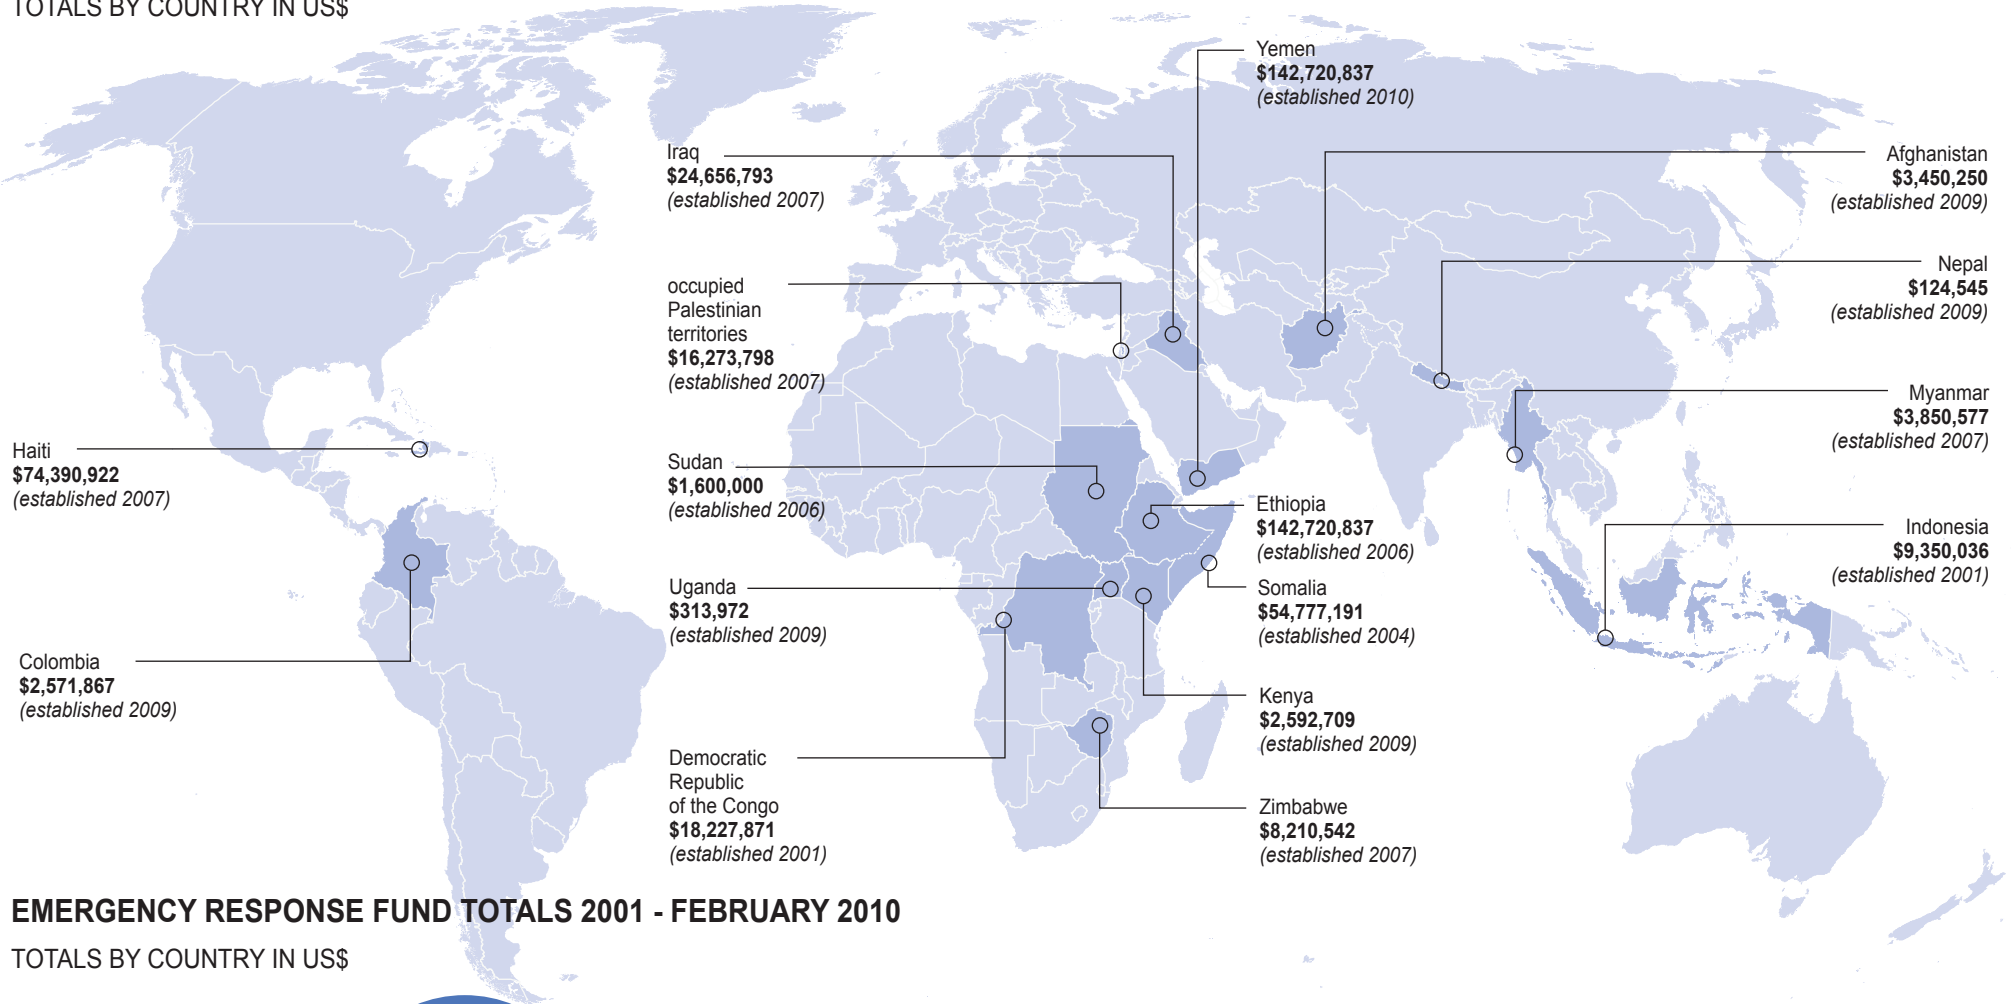 TOTALS BY COUNTRY IN US$
Yemen
$142,720,837
(established 2010)
Iraq
$24,656,793
(established 2007)
Afghanistan
$3,450,250
(established 2009)
occupied
Palestinian
territories
$16,273,798
(established 2007)
Nepal
$124,545
(established 2009)
Myanmar
$3,850,577
(established 2007)
Haiti
$74,390,922
(established 2007)
Sudan
$1,600,000
(established 2006)
Ethiopia
$142,720,837
(established 2006)
Indonesia
$9,350,036
(established 2001)
Uganda
$313,972
(established 2009)
Somalia
$54,777,191
(established 2004)
Colombia
$2,571,867
(established 2009)
Kenya
$2,592,709
(established 2009)
Democratic
Republic
of the Congo
$18,227,871
(established 2001)
Zimbabwe
$8,210,542
(established 2007)
EMERGENCY RESPONSE FUND TOTALS 2001 - FEBRUARY 2010
TOTALS BY COUNTRY IN US$